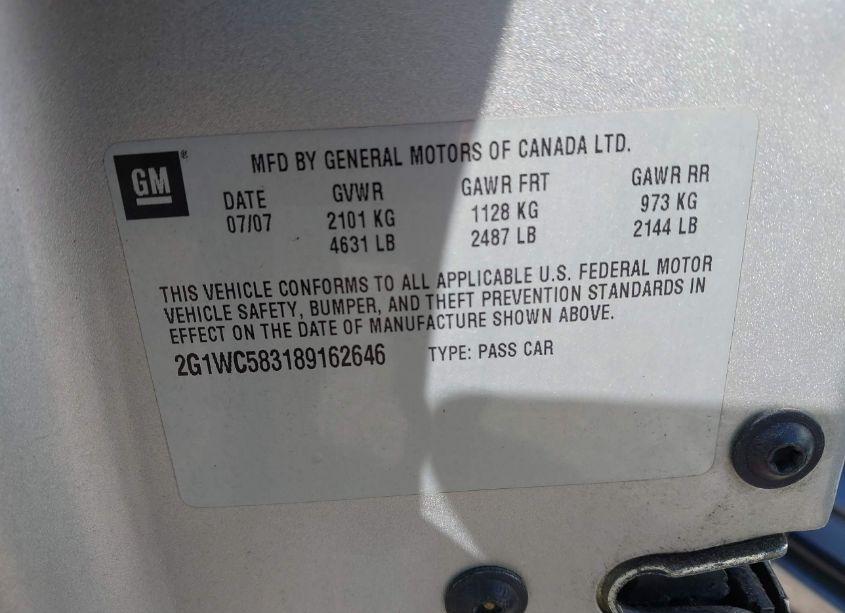 GM ®
MFD BY GENERAL MOTORS OF CANADA LTD.
DATE GVWR GAWR FRT GAWR RR
07/07 2101 KG 1128 KG 973 KG
4631 LB 2487 LB 2144 LB
THIS VEHICLE CONFORMS TO ALL APPLICABLE U.S. FEDERAL MOTOR
VEHICLE SAFETY, BUMPER, AND THEFT PREVENTION STANDARDS IN
EFFECT ON THE DATE OF MANUFACTURE SHOWN ABOVE.
2G1WC583189162646 TYPE: PASS CAR